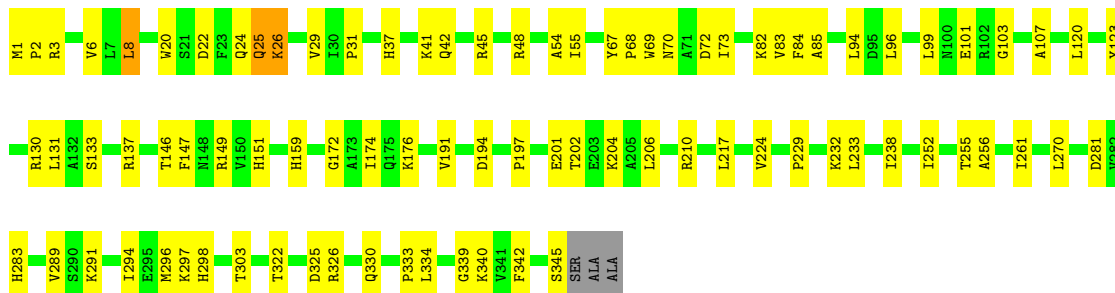 M1 P2 R3 V6 L7 L8 W20 S21 D22 F23 Q24 Q25 K26 V29 I30 P31 H37 K41 Q42 R45 R48 A54 I55 Y67 P68 W69 N70 A71 D72 I73 K82 V83 F84 A85 L94 D95 L96 L99 N100 E101 R102 G103 A107 L120
R130 L131 A132 S133 R137 T146 F147 N148 R149 V150 H151 H159 G172 A173 I174 Q175 K176 V191 D194 P197 E201 T202 E203 K204 A205 L206 R210 L217 V224 P229 K232 L233 I238 I252 T255 A256 I261 L270 D281
H283 V289 S290 K291 I294 E295 M296 K297 H298 T303 T322 D325 R326 Q330 P333 L334 G339 K340 V341 F342 S345 SER ALA ALA